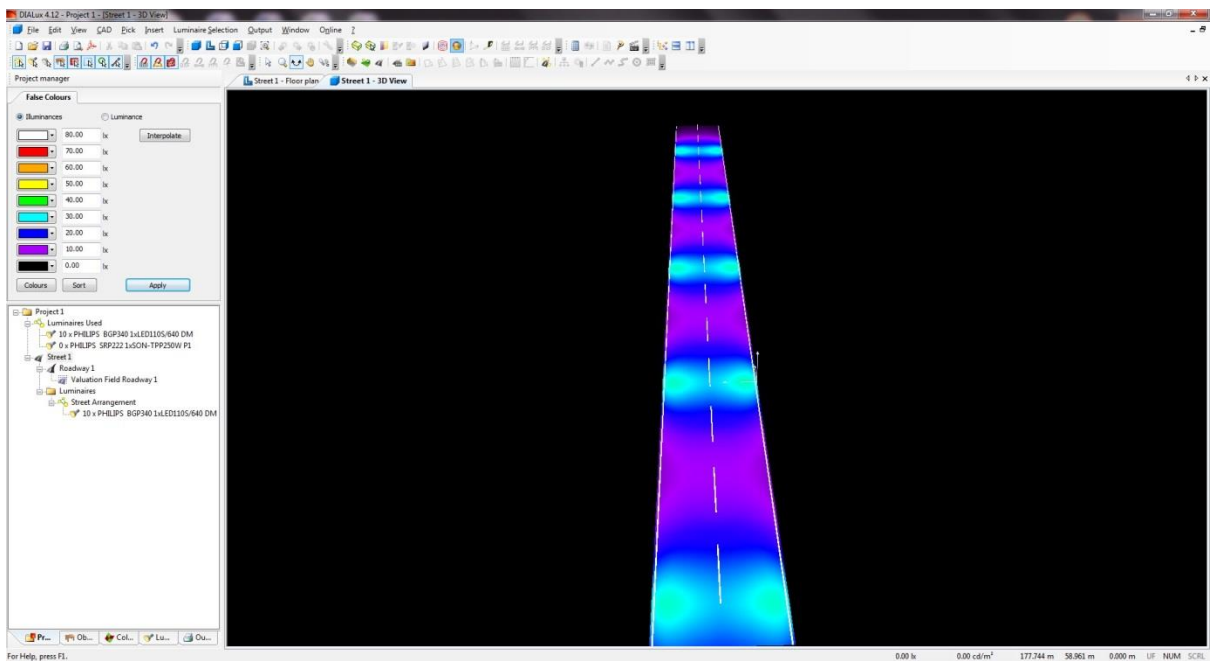 DIALux 4.12 - Project 1 - [Street 1 - 3D View]
File Edit View CAD Pick Insert Luminaire Selection Output Window Online ?
Project manager
Street 1 - Floor plan Street 1 - 3D View
False Colours
Illuminances Luminance
80.00 lx Interpolate
70.00 lx
60.00 lx
50.00 lx
40.00 lx
30.00 lx
20.00 lx
10.00 lx
0.00 lx
Colours Sort Apply
Project 1
Luminaires Used
10 x PHILIPS BGP340 1xLED110S/640 DM
0 x PHILIPS SRP222 1xSON-TPP250W P1
Street 1
Roadway 1
Valuation Field Roadway 1
Luminaires
Street Arrangement
10 x PHILIPS BGP340 1xLED110S/640 DM
Pr... Ob... Col... Lu... Ou...
For Help, press F1. 0.00 lx 0.00 cd/m² 177.744 m 58.961 m 0.000 m UF NUM SCRL